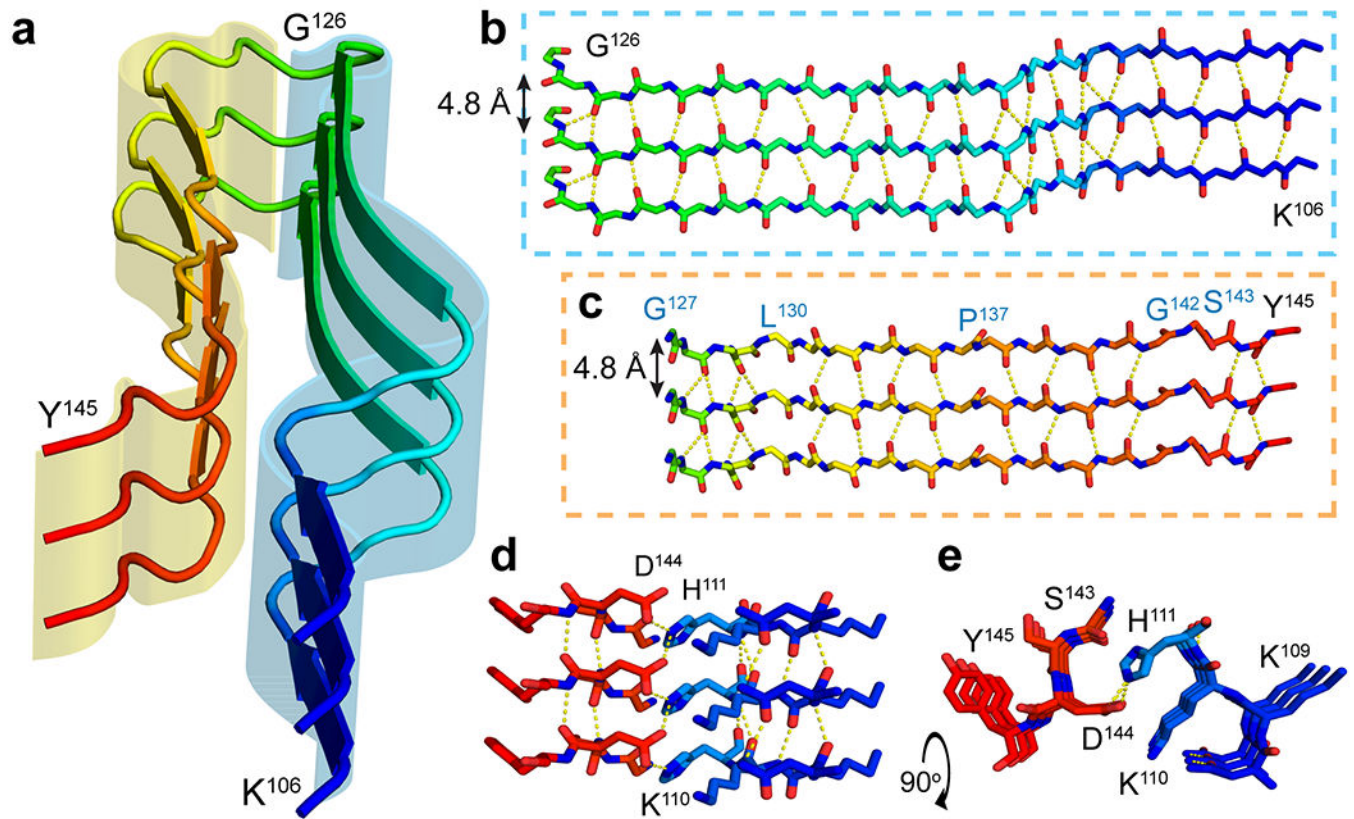 a
G¹²⁶
Y¹⁴⁵
K¹⁰⁶
b
G¹²⁶
4.8 Å
K¹⁰⁶
c
G¹²⁷
L¹³⁰
P¹³⁷
G¹⁴²
S¹⁴³
Y¹⁴⁵
4.8 Å
d
D¹⁴⁴
H¹¹¹
K¹¹⁰
90º
e
S¹⁴³
H¹¹¹
Y¹⁴⁵
K¹⁰⁹
D¹⁴⁴
K¹¹⁰